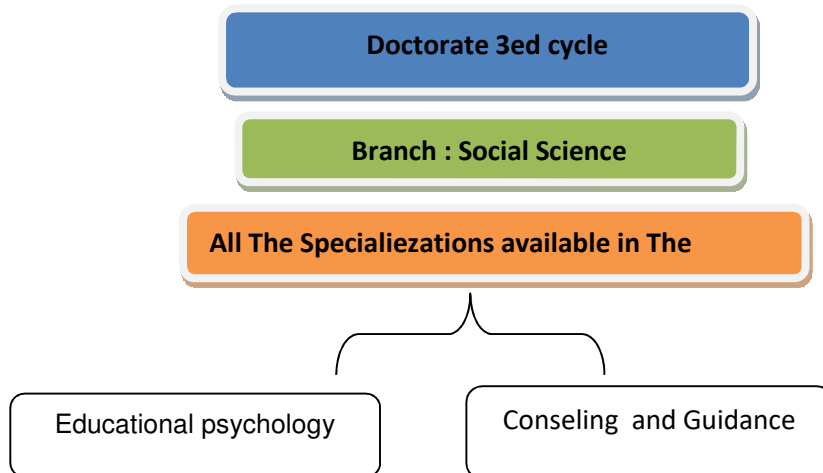 Doctorate 3ed cycle
Branch : Social Science
All The Specialiezations available in The
Educational psychology
Conseling and Guidance